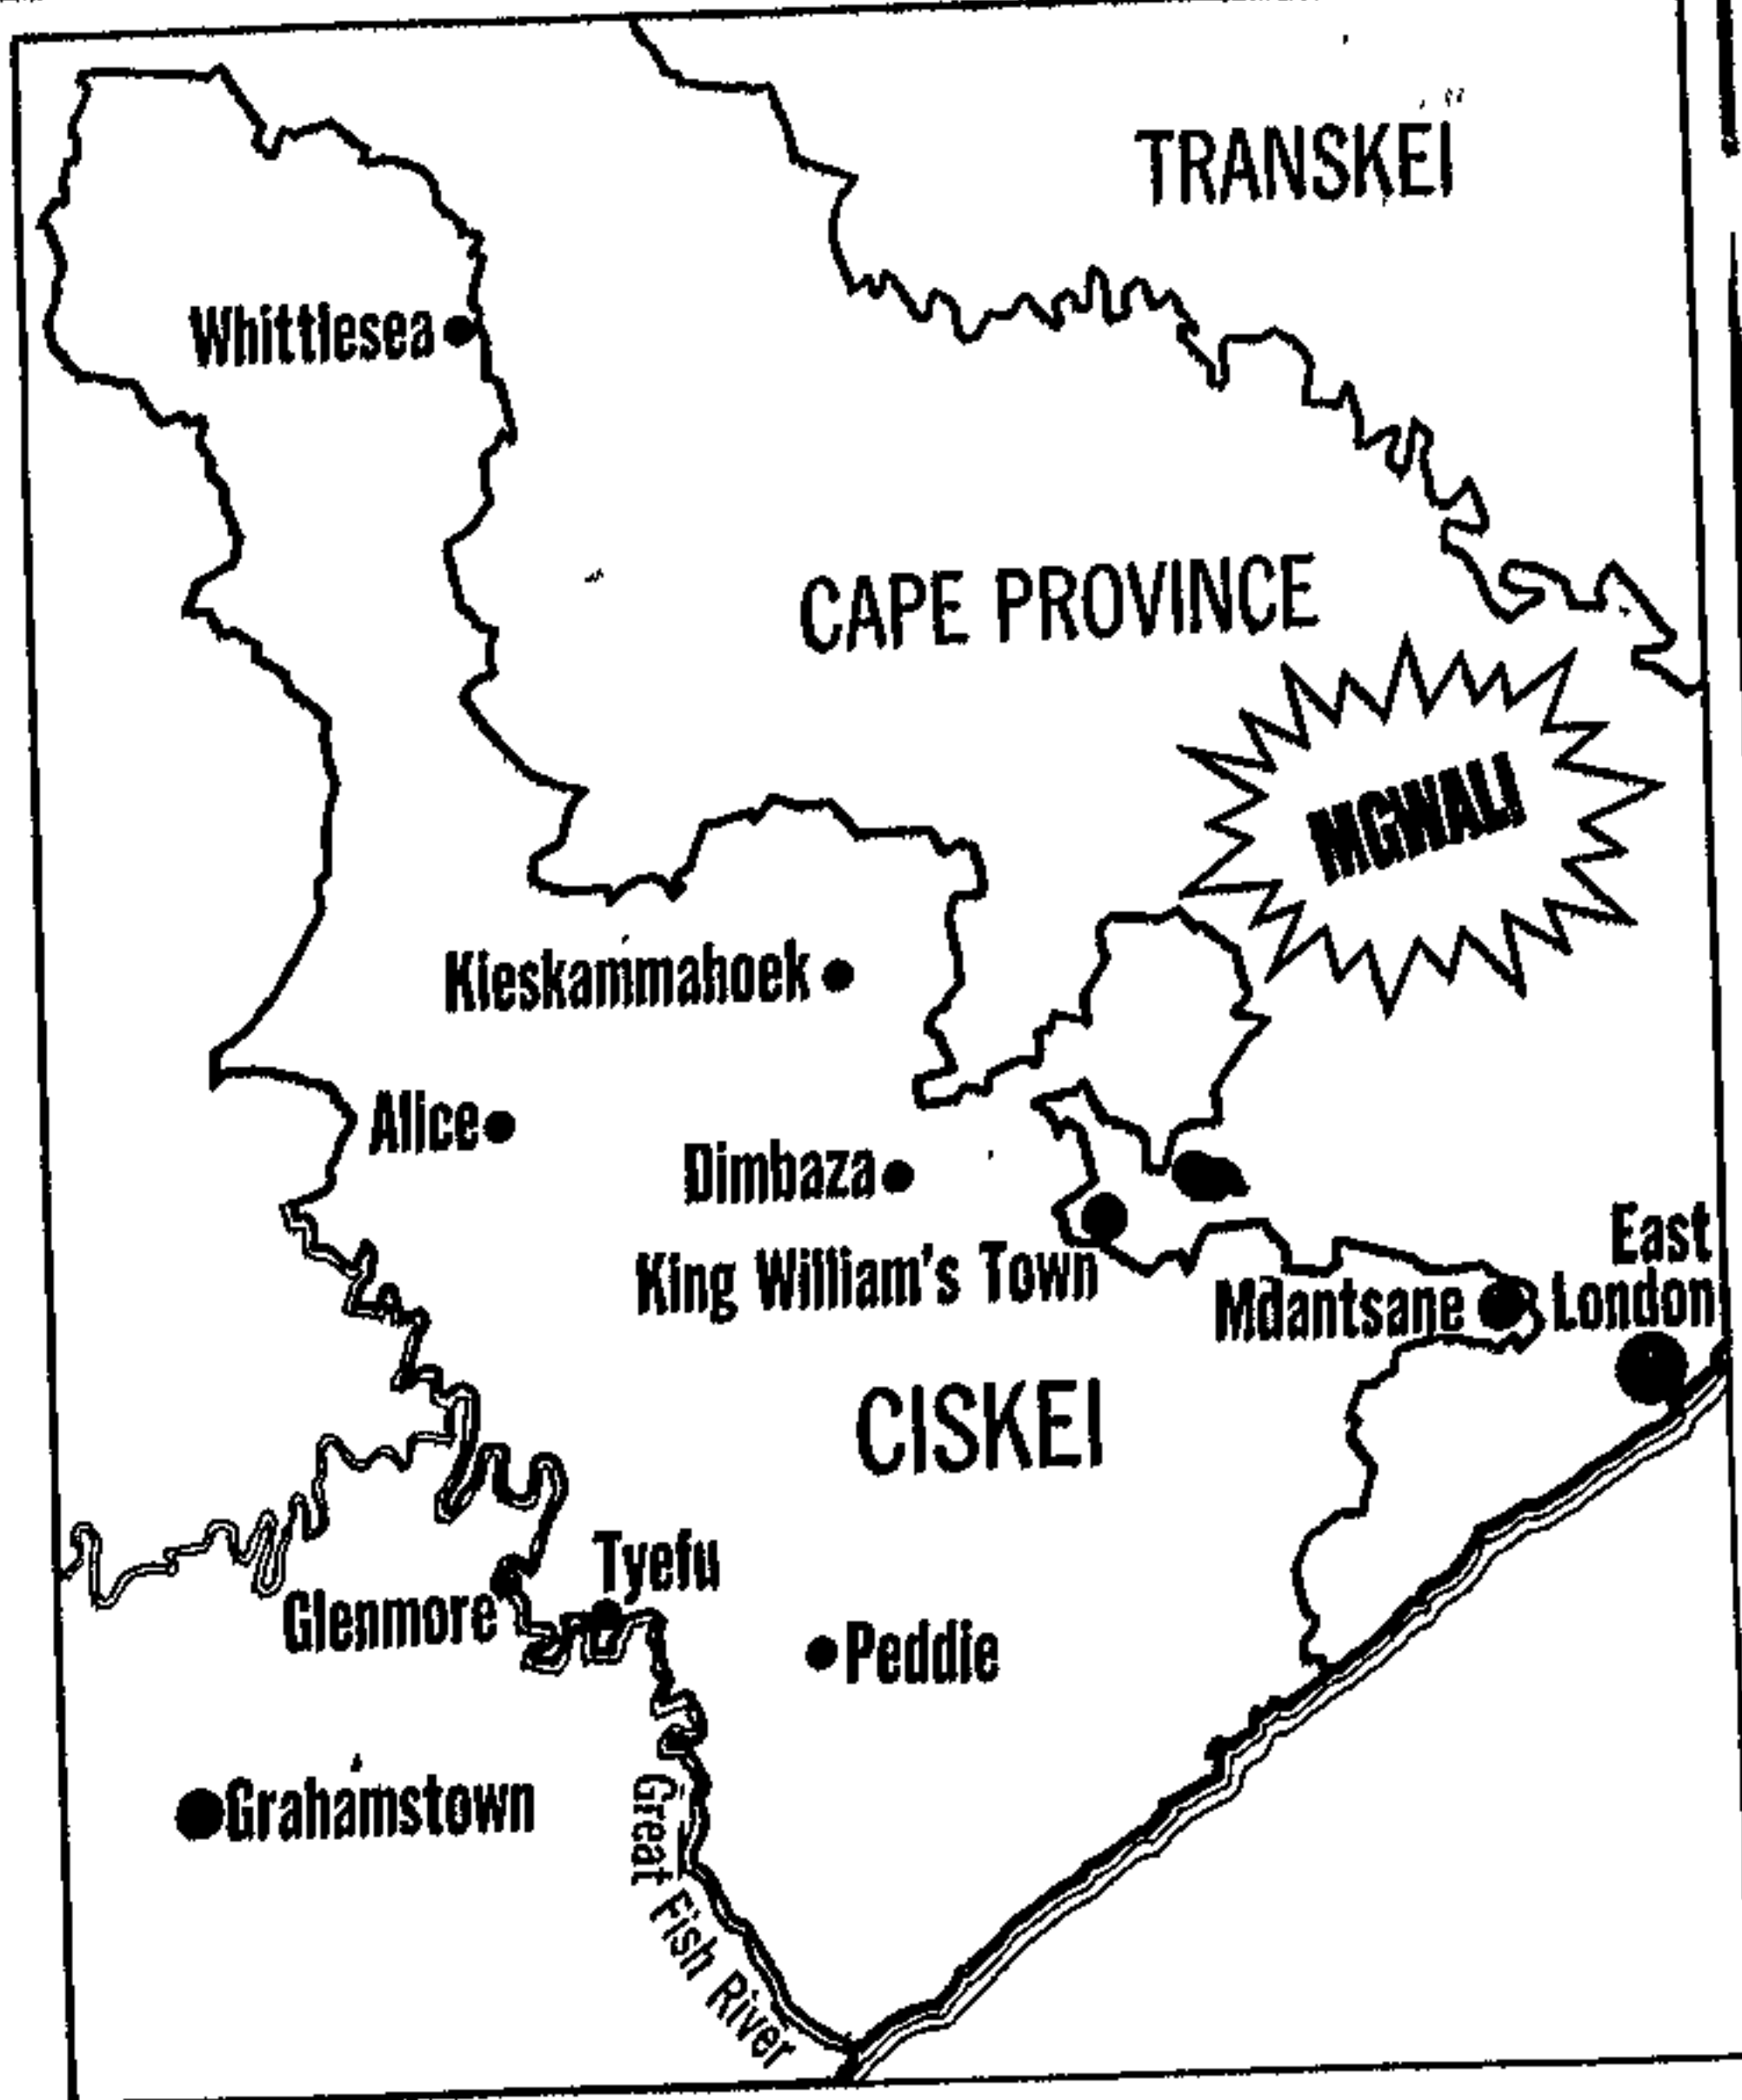 TRANSKEI
Whittlesea
CAPE PROVINCE
MGWALI
Kieskammahoek
Alice
Dimbaza
King William's Town
East
London
Mdantsane
CISKEI
Tyefu
Glenmore
Peddie
Grahamstown
Great Fish River